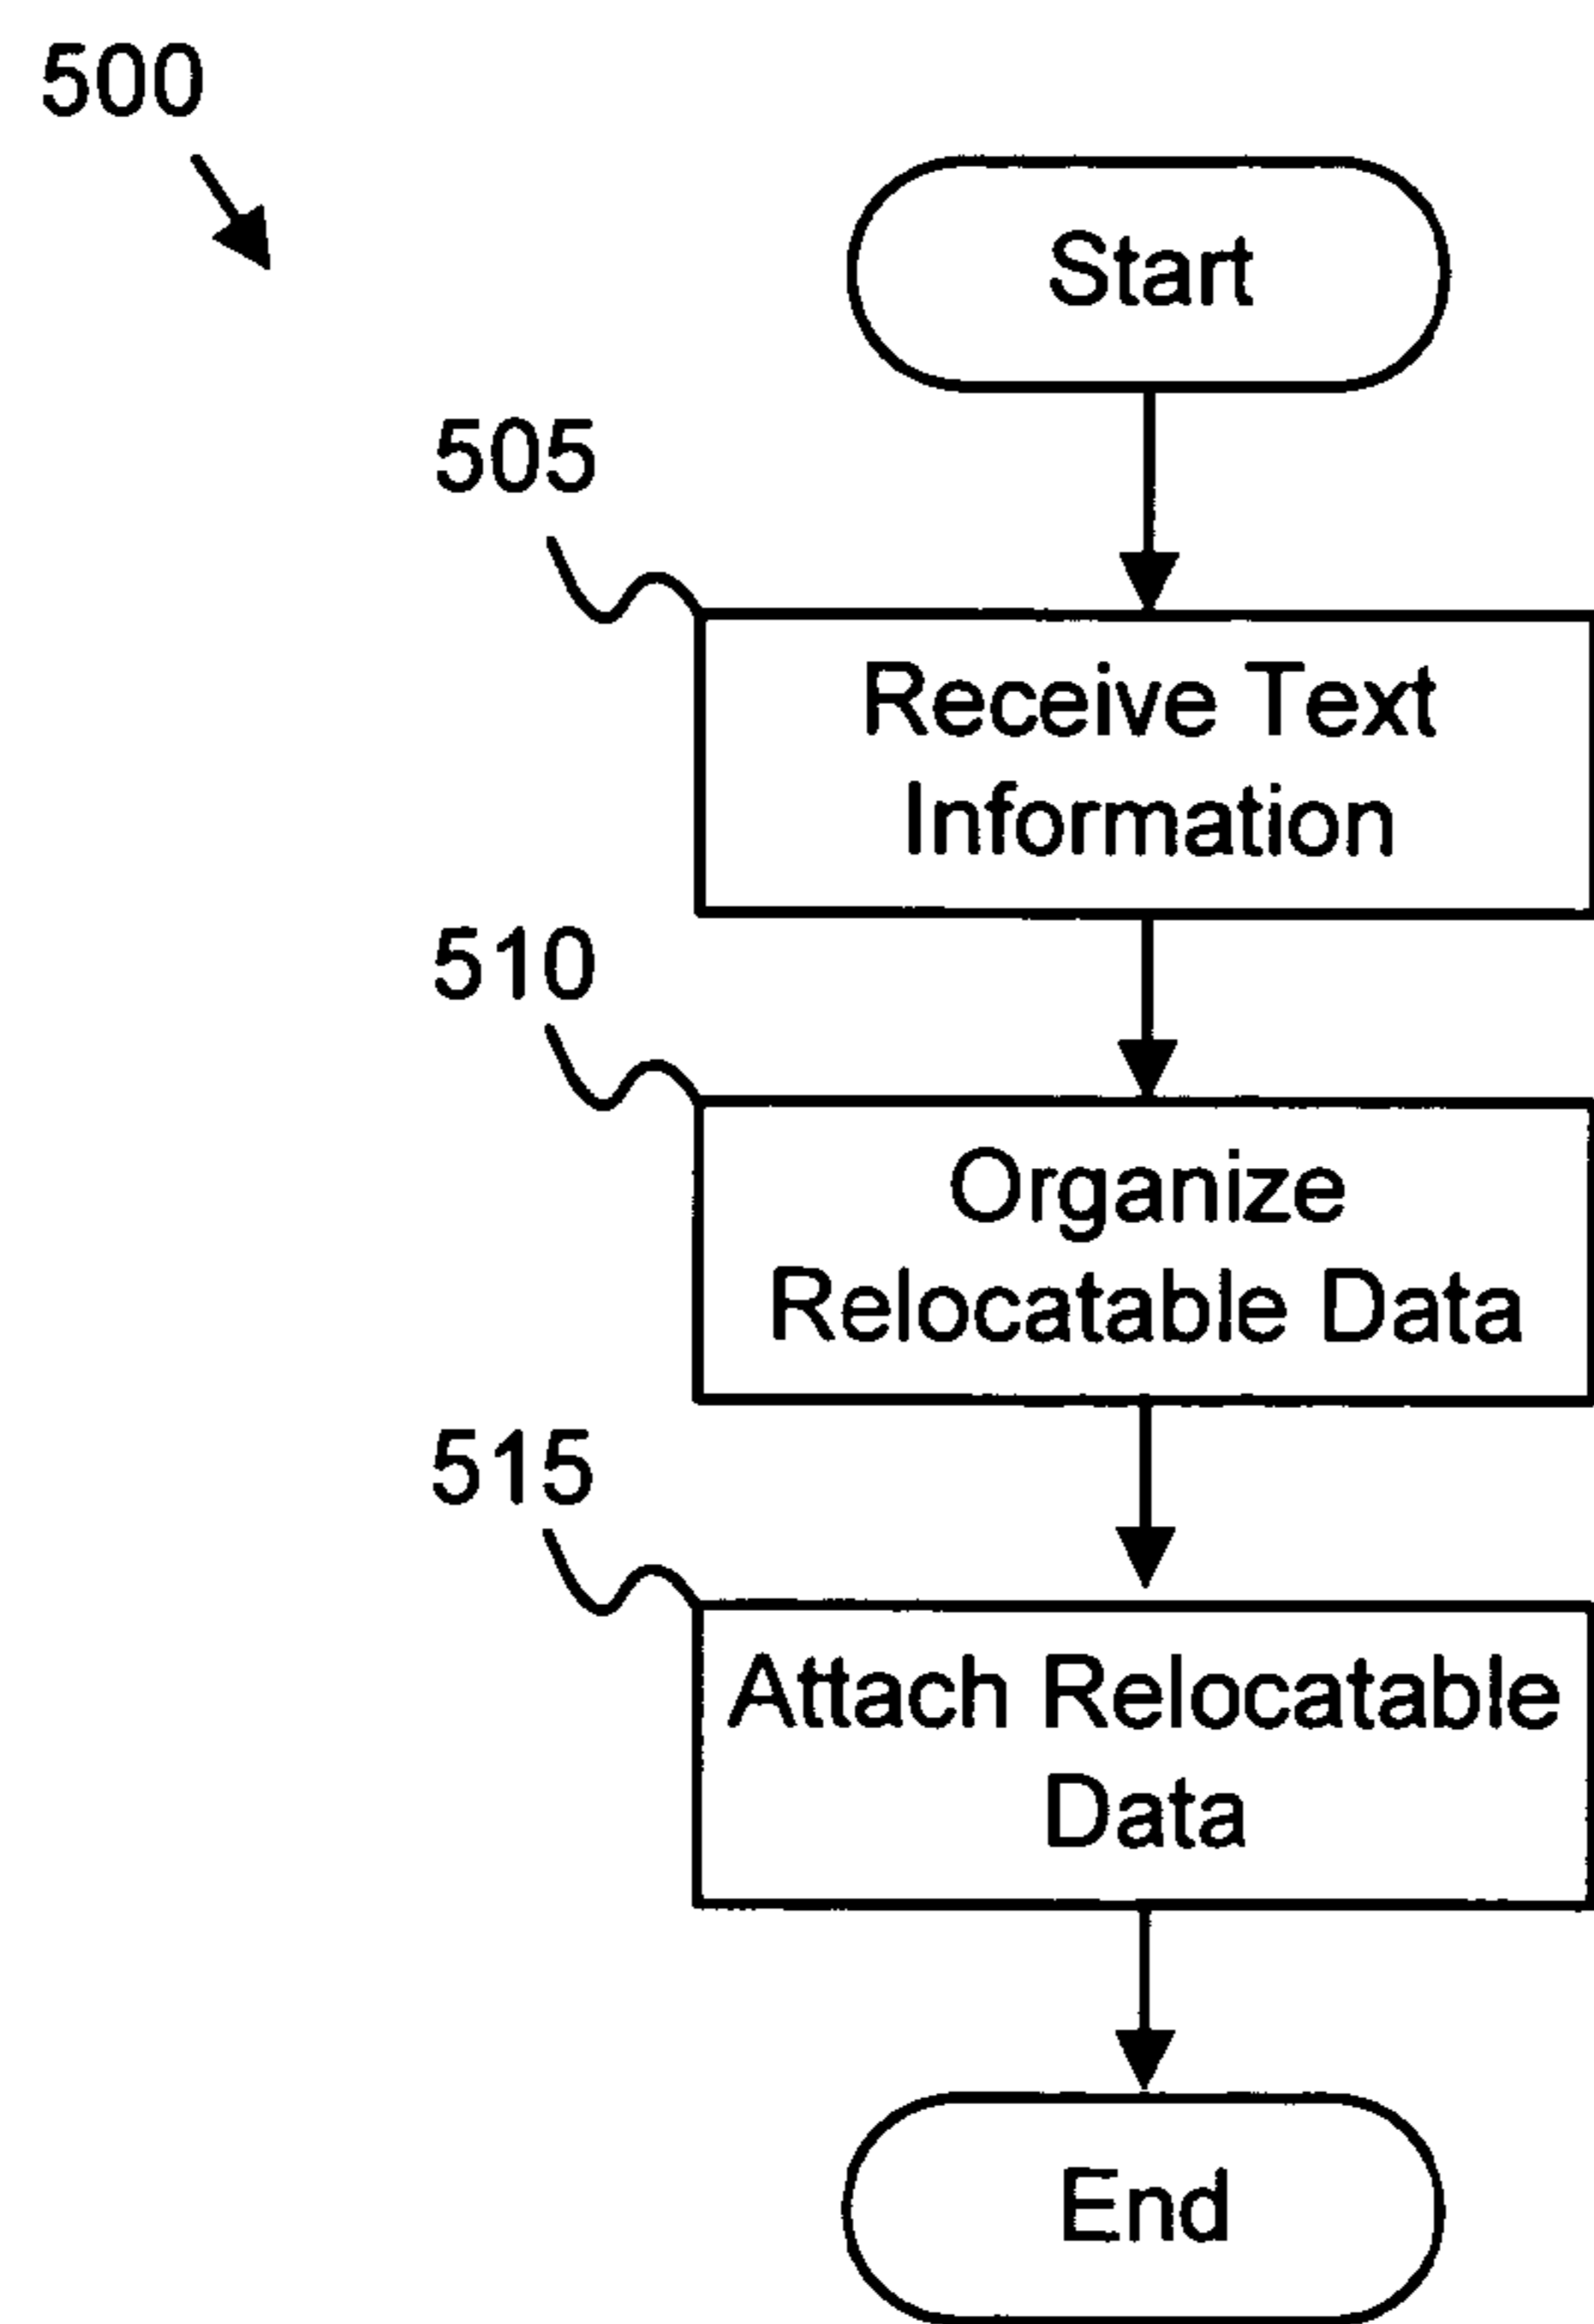 500
Start
505
Receive Text
Information
510
Organize
Relocatable Data
515
Attach Relocatable
Data
End